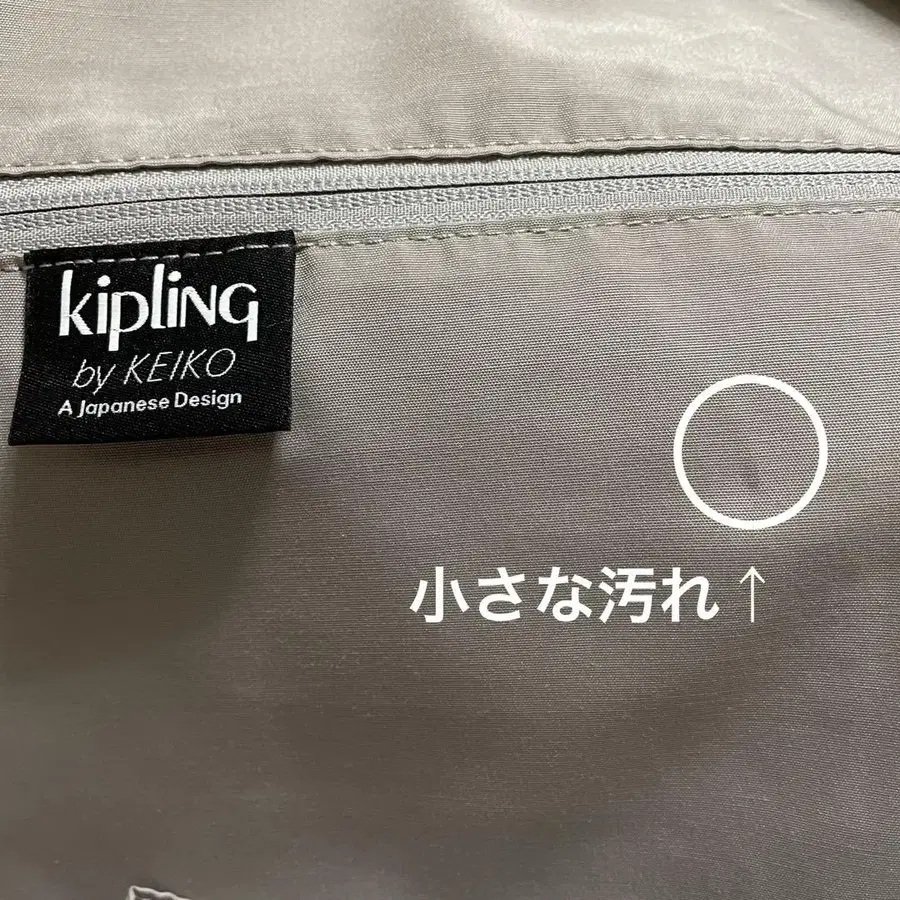 kipling
by KEIKO
A Japanese Design
小さな汚れ↑